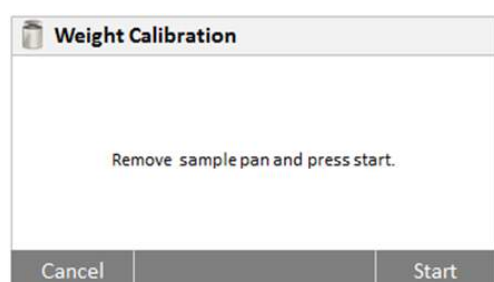 Weight Calibration
Remove sample pan and press start.
Cancel
Start